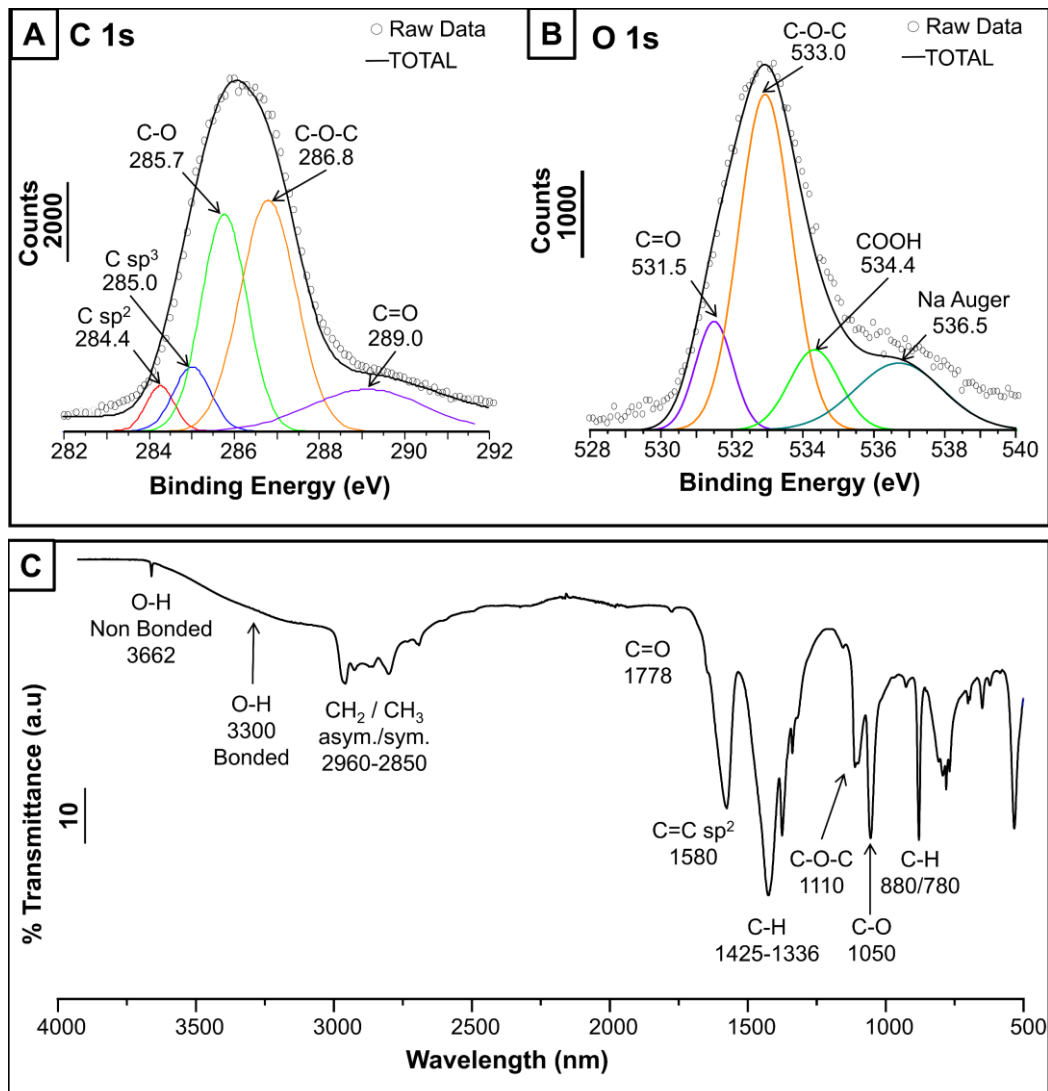 A
C 1s
Raw Data
TOTAL
C-O
285.7
C-O-C
286.8
C sp³
285.0
C sp²
284.4
C=O
289.0
Counts
2000
282 284 286 288 290 292
Binding Energy (eV)
B
O 1s
Raw Data
TOTAL
C-O-C
533.0
C=O
531.5
COOH
534.4
Na Auger
536.5
Counts
1000
528 530 532 534 536 538 540
Binding Energy (eV)
C
O-H
Non Bonded
3662
O-H
3300
Bonded
CH₂ / CH₃
asym./sym.
2960-2850
C=O
1778
C=C sp²
1580
C-H
1425-1336
C-O-C
1110
C-O
1050
C-H
880/780
% Transmittance (a.u)
10
4000 3500 3000 2500 2000 1500 1000 500
Wavelength (nm)